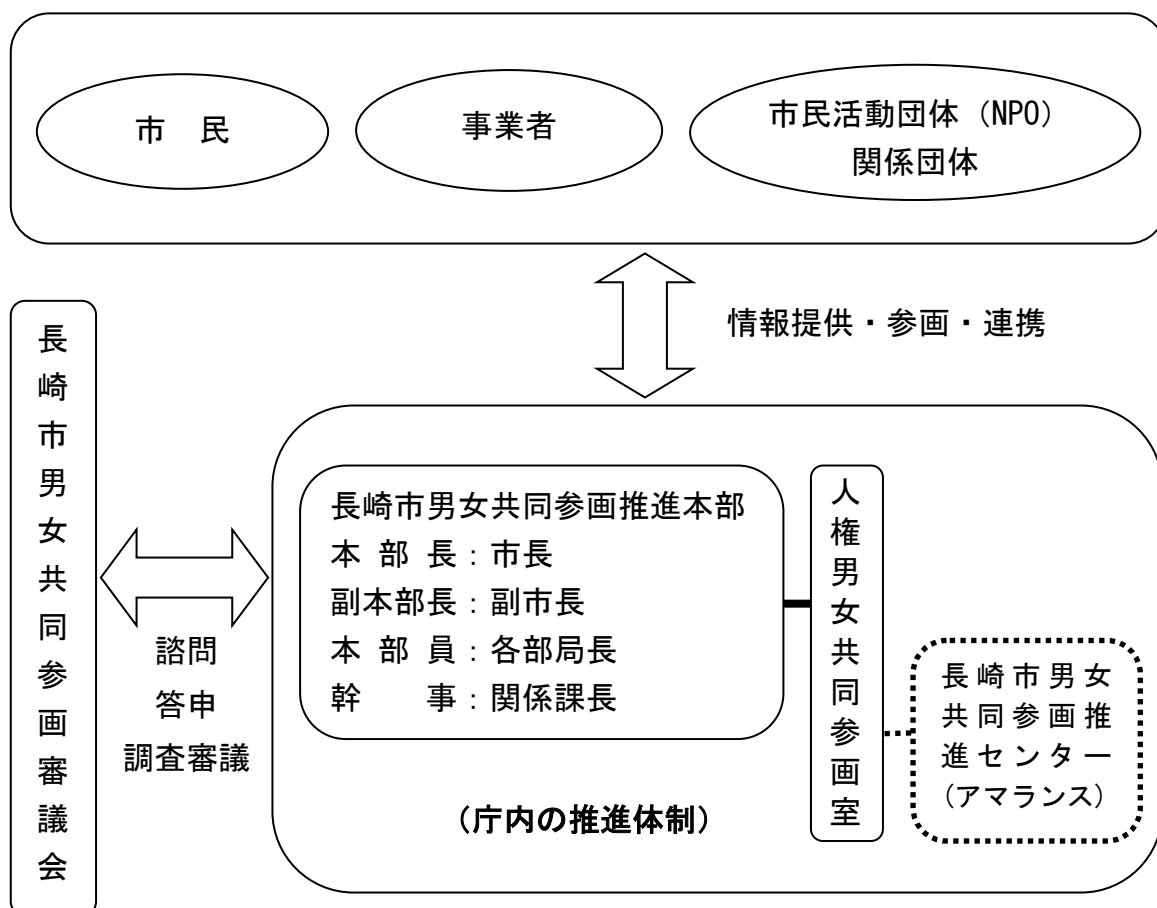 市　民
事業者
市民活動団体（NPO）
関係団体
情報提供・参画・連携
長崎市男女共同参画審議会
諮問
答申
調査審議
長崎市男女共同参画推進本部
本 部 長：市長
副本部長：副市長
本 部 員：各部局長
幹　　事：関係課長
人権男女共同参画室
長崎市男女
共同参画推
進センター
（アマランス）
（庁内の推進体制）